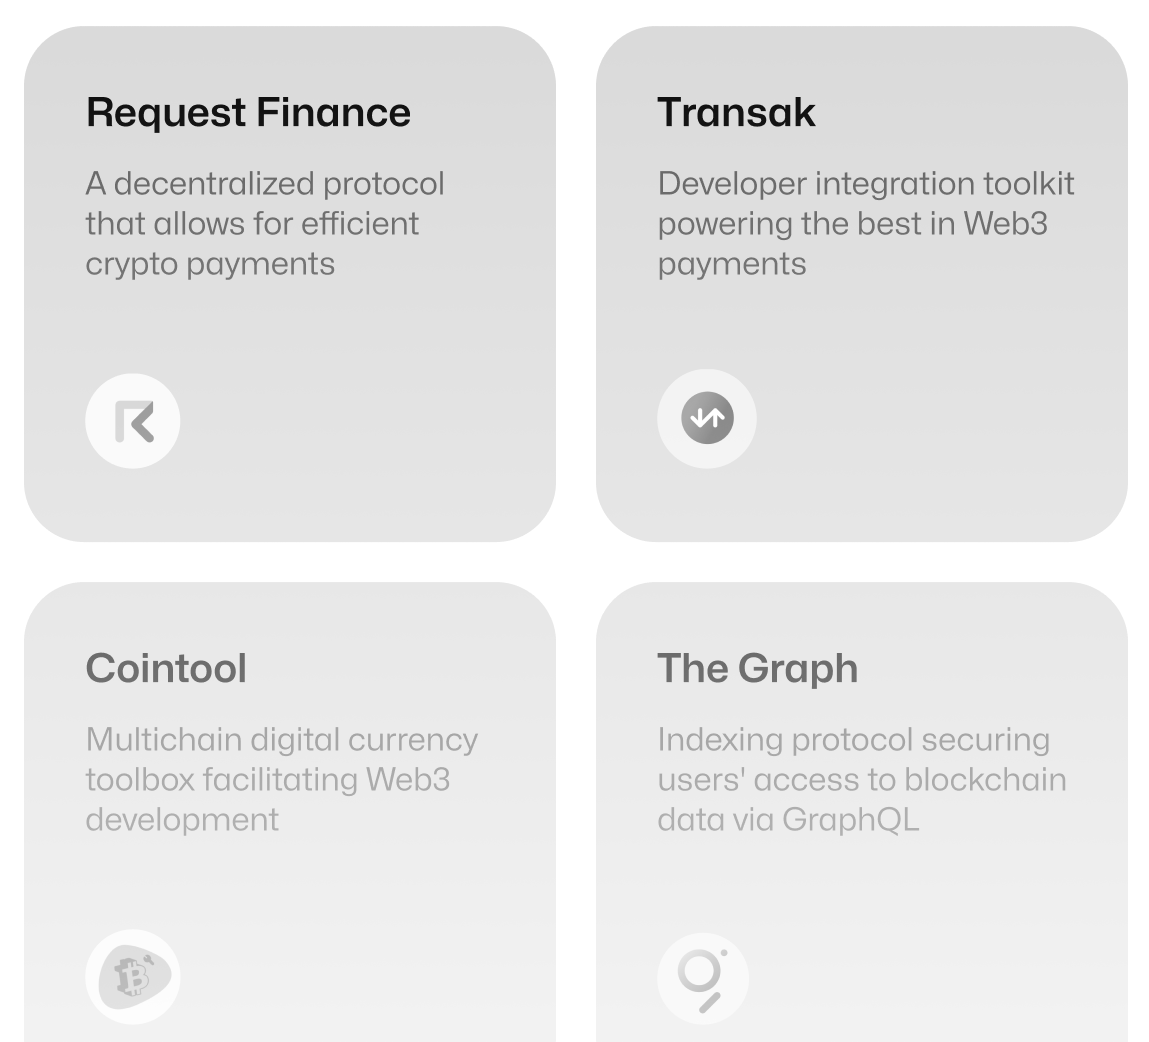 Request Finance
A decentralized protocol
that allows for efficient
crypto payments
Transak
Developer integration toolkit
powering the best in Web3
payments
Cointool
Multichain digital currency
toolbox facilitating Web3
development
The Graph
Indexing protocol securing
users' access to blockchain
data via GraphQL